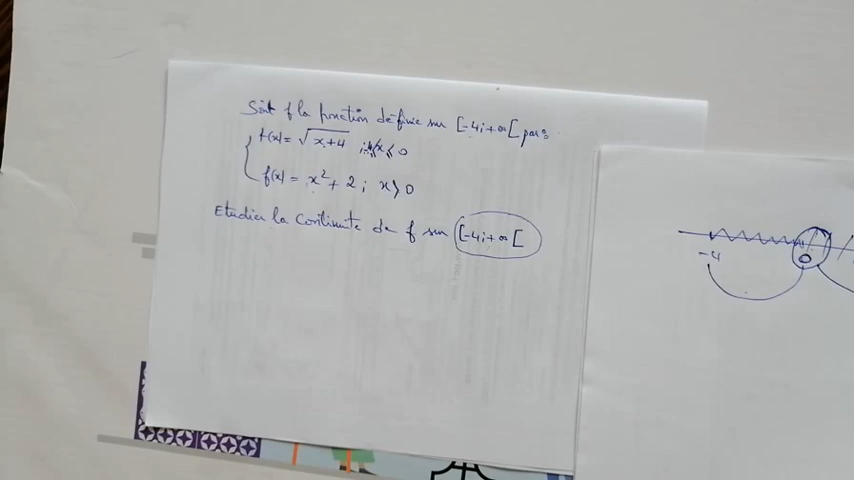 Soit f la fonction définie sur [-4;+∞[ par:
f(x) = √x+4 ; -4≤x ≤ 0
f(x) = x² + 2 ; x > 0
Etudier la continuité de f sur [-4;+∞[
-4 0